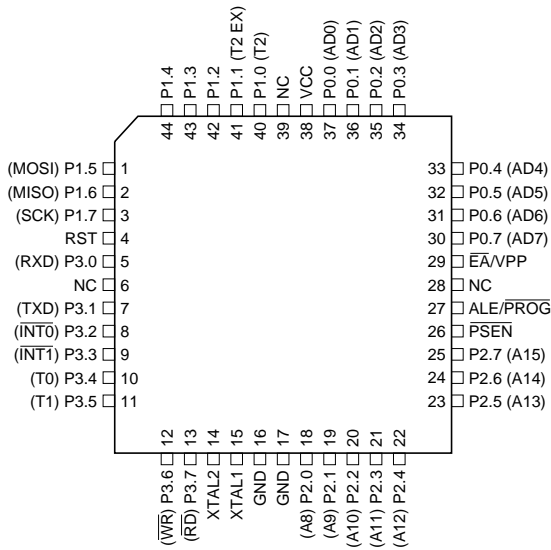 P1.4
P1.3
P1.2
P1.1 (T2 EX)
P1.0 (T2)
NC
VCC
P0.0 (AD0)
P0.1 (AD1)
P0.2 (AD2)
P0.3 (AD3)
44
43
42
41
40
39
38
37
36
35
34
(MOSI) P1.5 1
(MISO) P1.6 2
(SCK) P1.7 3
RST 4
(RXD) P3.0 5
NC 6
(TXD) P3.1 7
(I̅N̅T̅0̅) P3.2 8
(I̅N̅T̅1̅) P3.3 9
(T0) P3.4 10
(T1) P3.5 11
33 P0.4 (AD4)
32 P0.5 (AD5)
31 P0.6 (AD6)
30 P0.7 (AD7)
29 E̅A̅/VPP
28 NC
27 ALE/P̅R̅O̅G̅
26 P̅S̅E̅N̅
25 P2.7 (A15)
24 P2.6 (A14)
23 P2.5 (A13)
12
13
14
15
16
17
18
19
20
21
22
(W̅R̅) P3.6
(R̅D̅) P3.7
XTAL2
XTAL1
GND
GND
(A8) P2.0
(A9) P2.1
(A10) P2.2
(A11) P2.3
(A12) P2.4